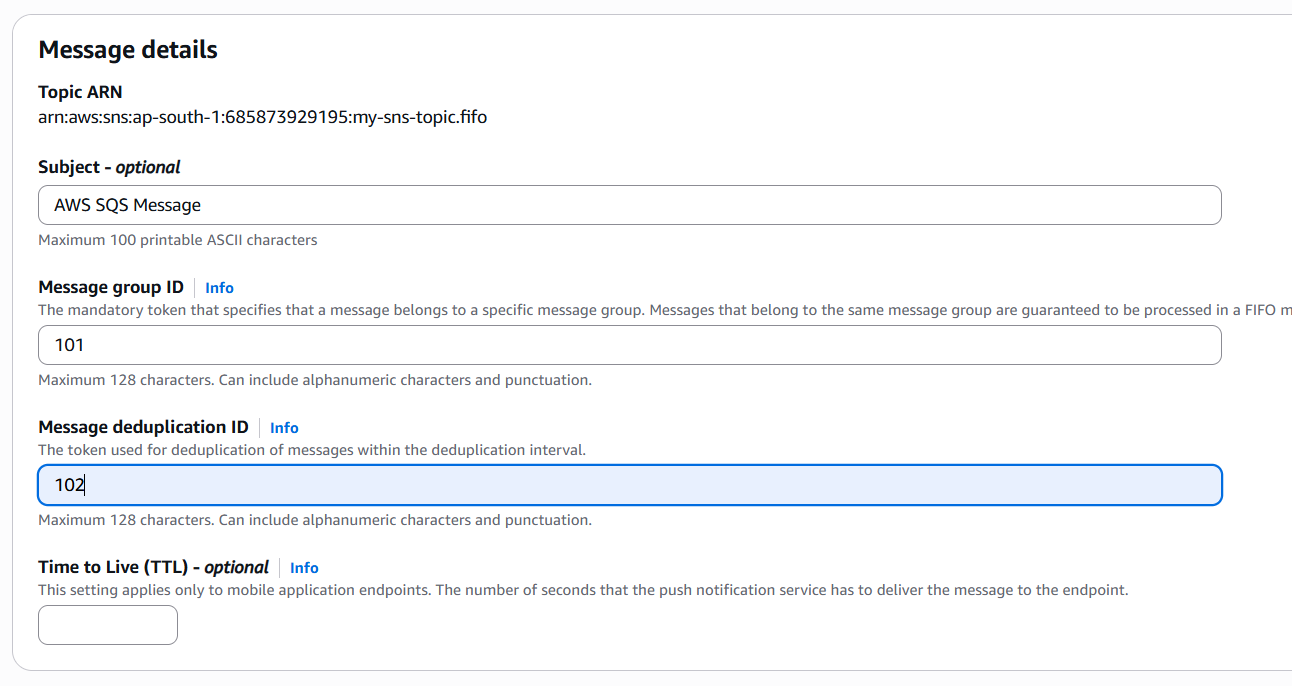 Message details
Topic ARN
arn:aws:sns:ap-south-1:685873929195:my-sns-topic.fifo
Subject - optional
AWS SQS Message
Maximum 100 printable ASCII characters
Message group ID Info
The mandatory token that specifies that a message belongs to a specific message group. Messages that belong to the same message group are guaranteed to be processed in a FIFO m
101
Maximum 128 characters. Can include alphanumeric characters and punctuation.
Message deduplication ID Info
The token used for deduplication of messages within the deduplication interval.
102
Maximum 128 characters. Can include alphanumeric characters and punctuation.
Time to Live (TTL) - optional Info
This setting applies only to mobile application endpoints. The number of seconds that the push notification service has to deliver the message to the endpoint.